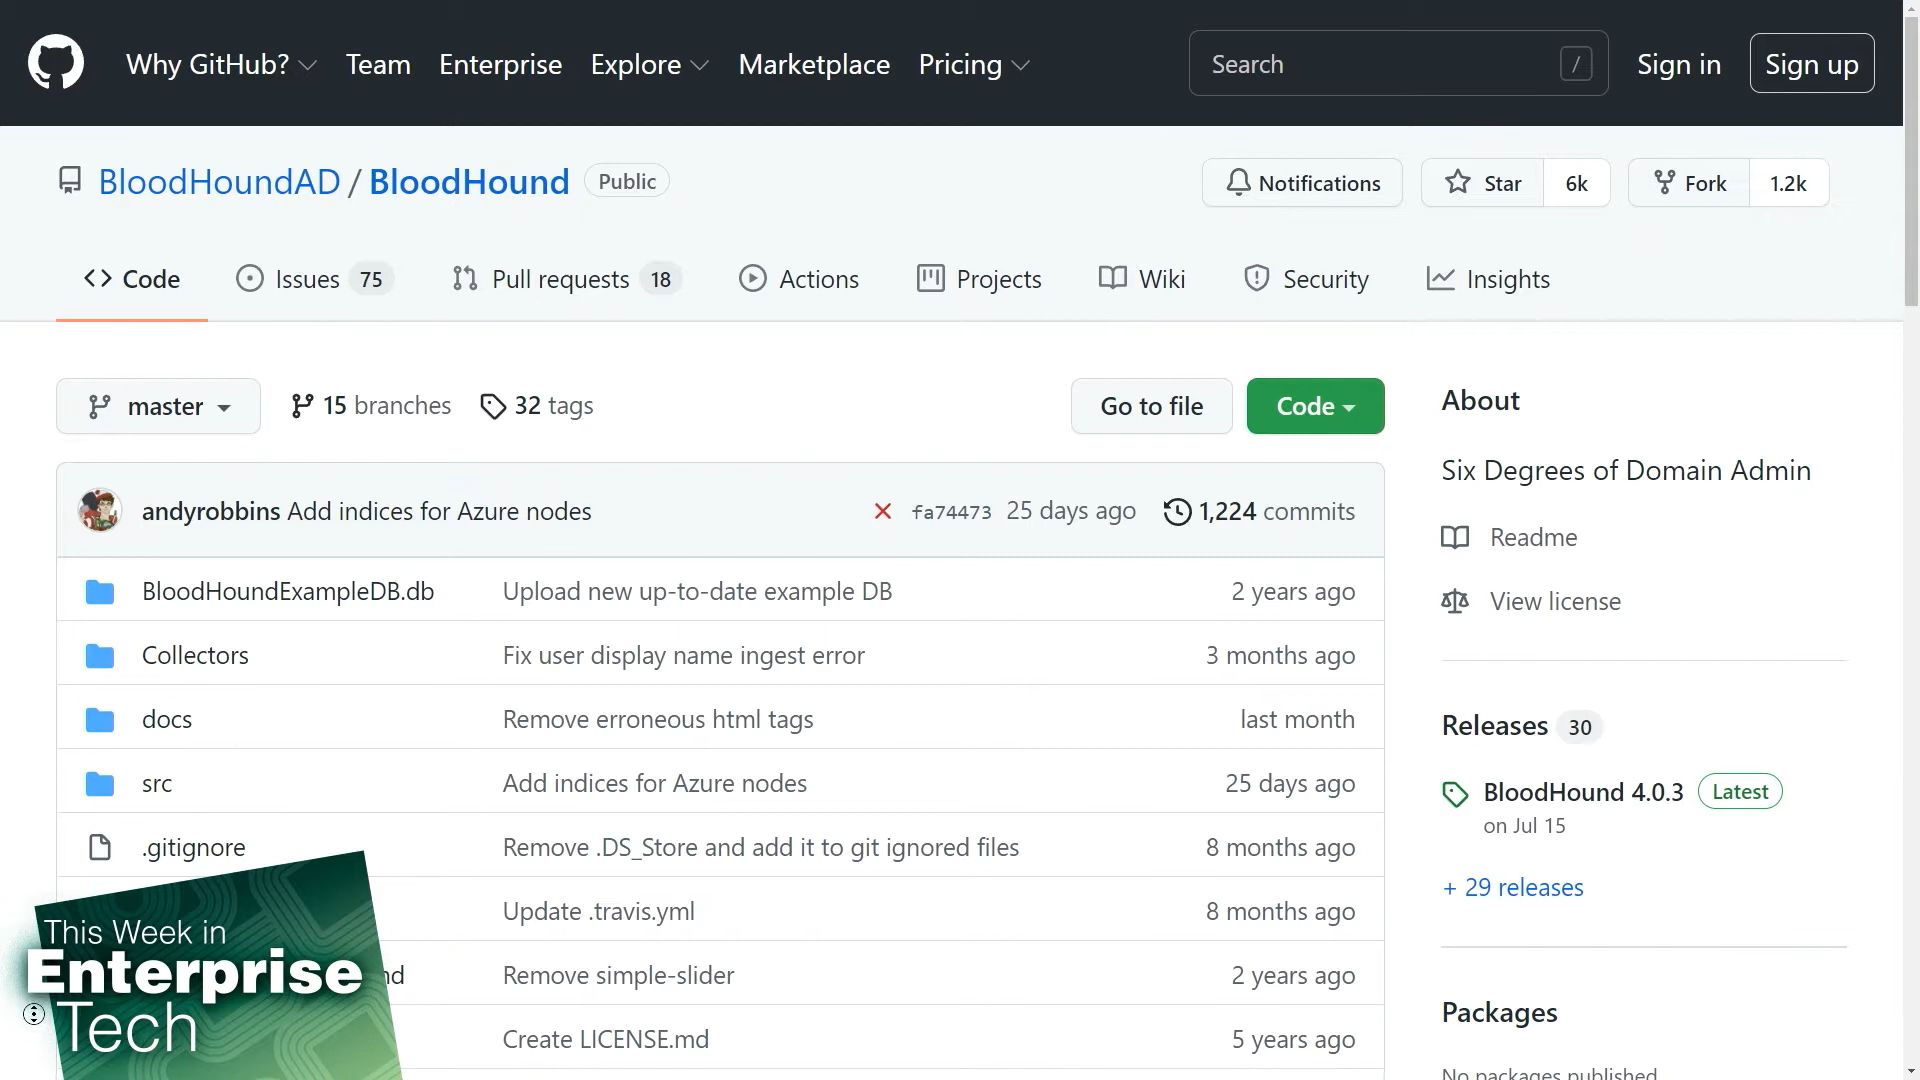 Why GitHub? Team Enterprise Explore Marketplace Pricing Search / Sign in Sign up
BloodHoundAD / BloodHound Public Notifications Star 6k Fork 1.2k
Code Issues 75 Pull requests 18 Actions Projects Wiki Security Insights
master 15 branches 32 tags Go to file Code
andyrobbins Add indices for Azure nodes fa74473 25 days ago 1,224 commits
BloodHoundExampleDB.db Upload new up-to-date example DB 2 years ago
Collectors Fix user display name ingest error 3 months ago
docs Remove erroneous html tags last month
src Add indices for Azure nodes 25 days ago
.gitignore Remove .DS_Store and add it to git ignored files 8 months ago
Update .travis.yml 8 months ago
Remove simple-slider 2 years ago
Create LICENSE.md 5 years ago
About
Six Degrees of Domain Admin
Readme
View license
Releases 30
BloodHound 4.0.3 Latest
on Jul 15
+ 29 releases
Packages
No packages published
This Week in
Enterprise
Tech